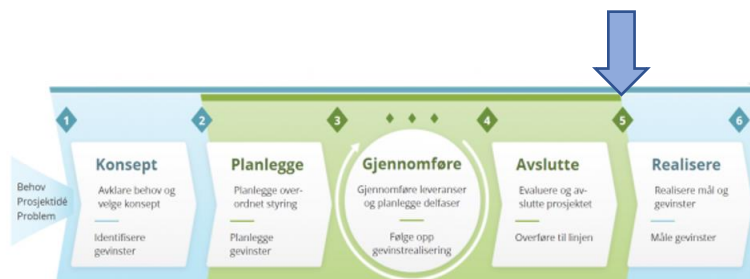 1
2
3
4
5
6
Behov
Prosjektidé
Problem
Konsept
Avklare behov og
velge konsept
Identifisere
gevinster
Planlegge
Planlegge over-
ordnet styring
Planlegge
gevinster
Gjennomføre
Gjennomføre leveranser
og planlegge delfaser
Følge opp
gevinstrealisering
Avslutte
Evaluere og av-
slutte prosjektet
Overføre til linjen
Realisere
Realisere mål og
gevinster
Måle gevinster